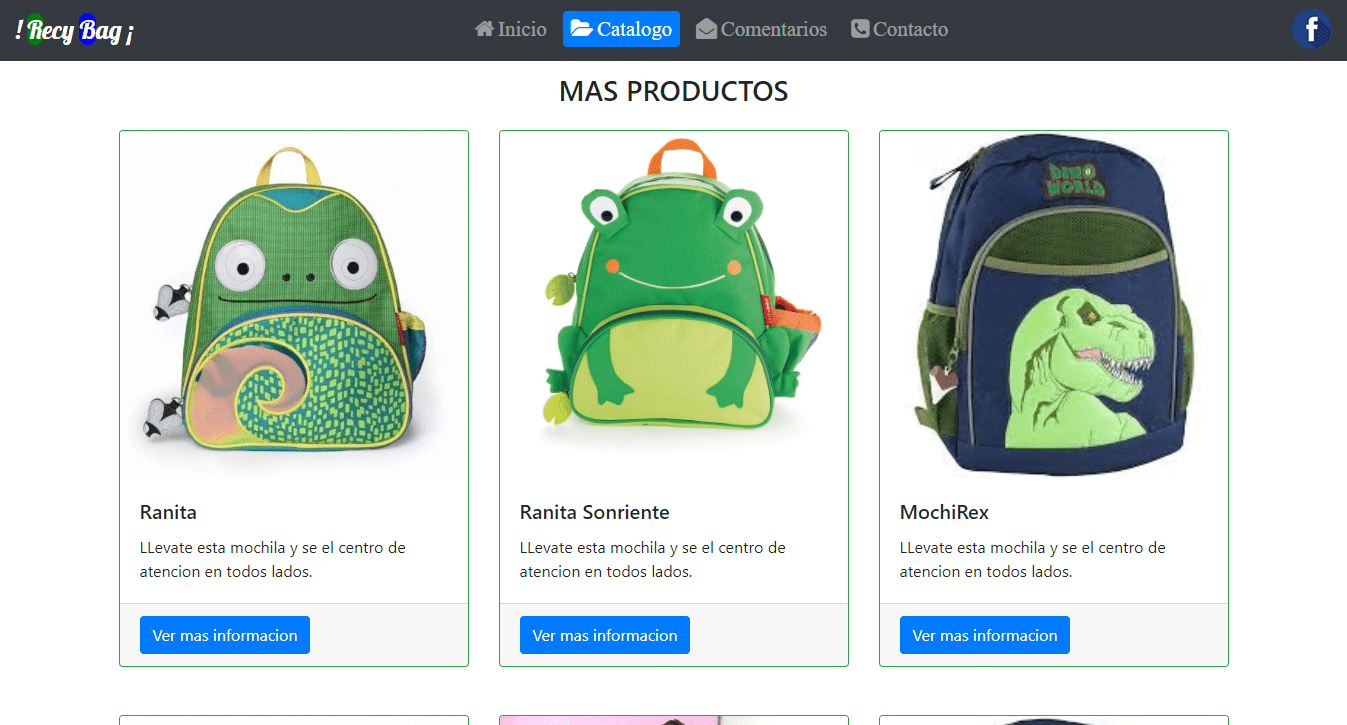 ! Recy Bag ¡
Inicio
Catalogo
Comentarios
Contacto
f
MAS PRODUCTOS
DINO
WORLD
Ranita
LLevate esta mochila y se el centro de
atencion en todos lados.
Ver mas informacion
Ranita Sonriente
LLevate esta mochila y se el centro de
atencion en todos lados.
Ver mas informacion
MochiRex
LLevate esta mochila y se el centro de
atencion en todos lados.
Ver mas informacion